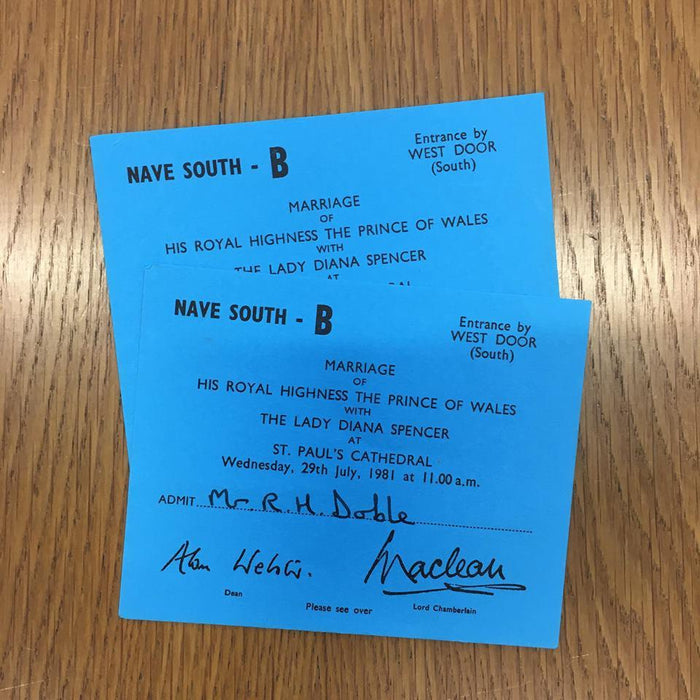 NAVE SOUTH - B
Entrance by
WEST DOOR
(South)
MARRIAGE
OF
HIS ROYAL HIGHNESS THE PRINCE OF WALES
WITH
THE LADY DIANA SPENCER
AT
NAVE SOUTH - B
Entrance by
WEST DOOR
(South)
MARRIAGE
OF
HIS ROYAL HIGHNESS THE PRINCE OF WALES
WITH
THE LADY DIANA SPENCER
AT
ST. PAUL'S CATHEDRAL
Wednesday, 29th July, 1981 at 11.00 a.m.
ADMIT Mr. R. H. Doble
Alan Webster. Maclean
Dean Lord Chamberlain
Please see over